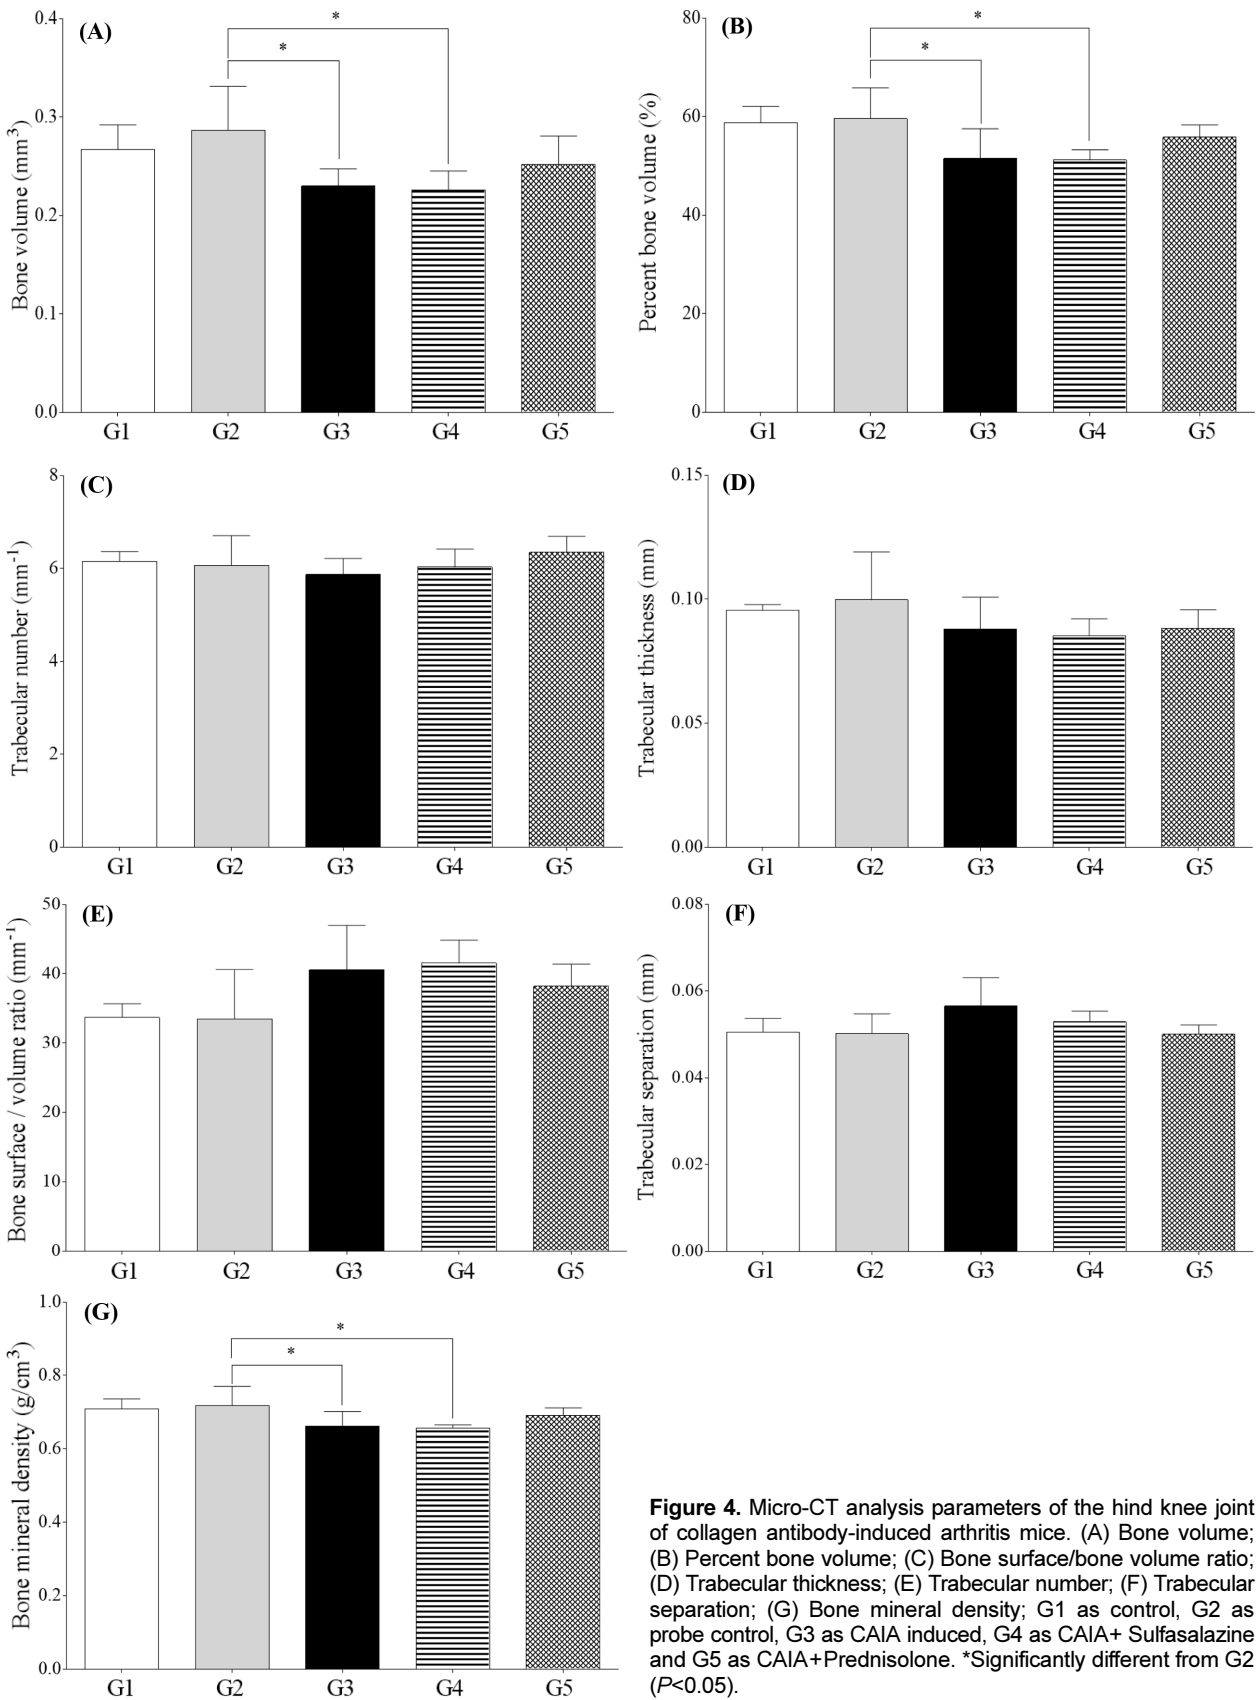 (A)
Bone volume (mm³)
0.4
0.3
0.2
0.1
0.0
*
*
G1 G2 G3 G4 G5
(B)
Percent bone volume (%)
80
60
40
20
0
*
*
G1 G2 G3 G4 G5
(C)
Trabecular number (mm⁻¹)
8
6
4
2
0
G1 G2 G3 G4 G5
(D)
Trabecular thickness (mm)
0.15
0.10
0.05
0.00
G1 G2 G3 G4 G5
(E)
Bone surface / volume ratio (mm⁻¹)
50
40
30
20
10
0
G1 G2 G3 G4 G5
(F)
Trabecular separation (mm)
0.08
0.06
0.04
0.02
0.00
G1 G2 G3 G4 G5
(G)
Bone mineral density (g/cm³)
1.0
0.8
0.6
0.4
0.2
0.0
*
*
G1 G2 G3 G4 G5
Figure 4. Micro-CT analysis parameters of the hind knee joint
of collagen antibody-induced arthritis mice. (A) Bone volume;
(B) Percent bone volume; (C) Bone surface/bone volume ratio;
(D) Trabecular thickness; (E) Trabecular number; (F) Trabecular
separation; (G) Bone mineral density; G1 as control, G2 as
probe control, G3 as CAIA induced, G4 as CAIA+ Sulfasalazine
and G5 as CAIA+Prednisolone. *Significantly different from G2
(P<0.05).